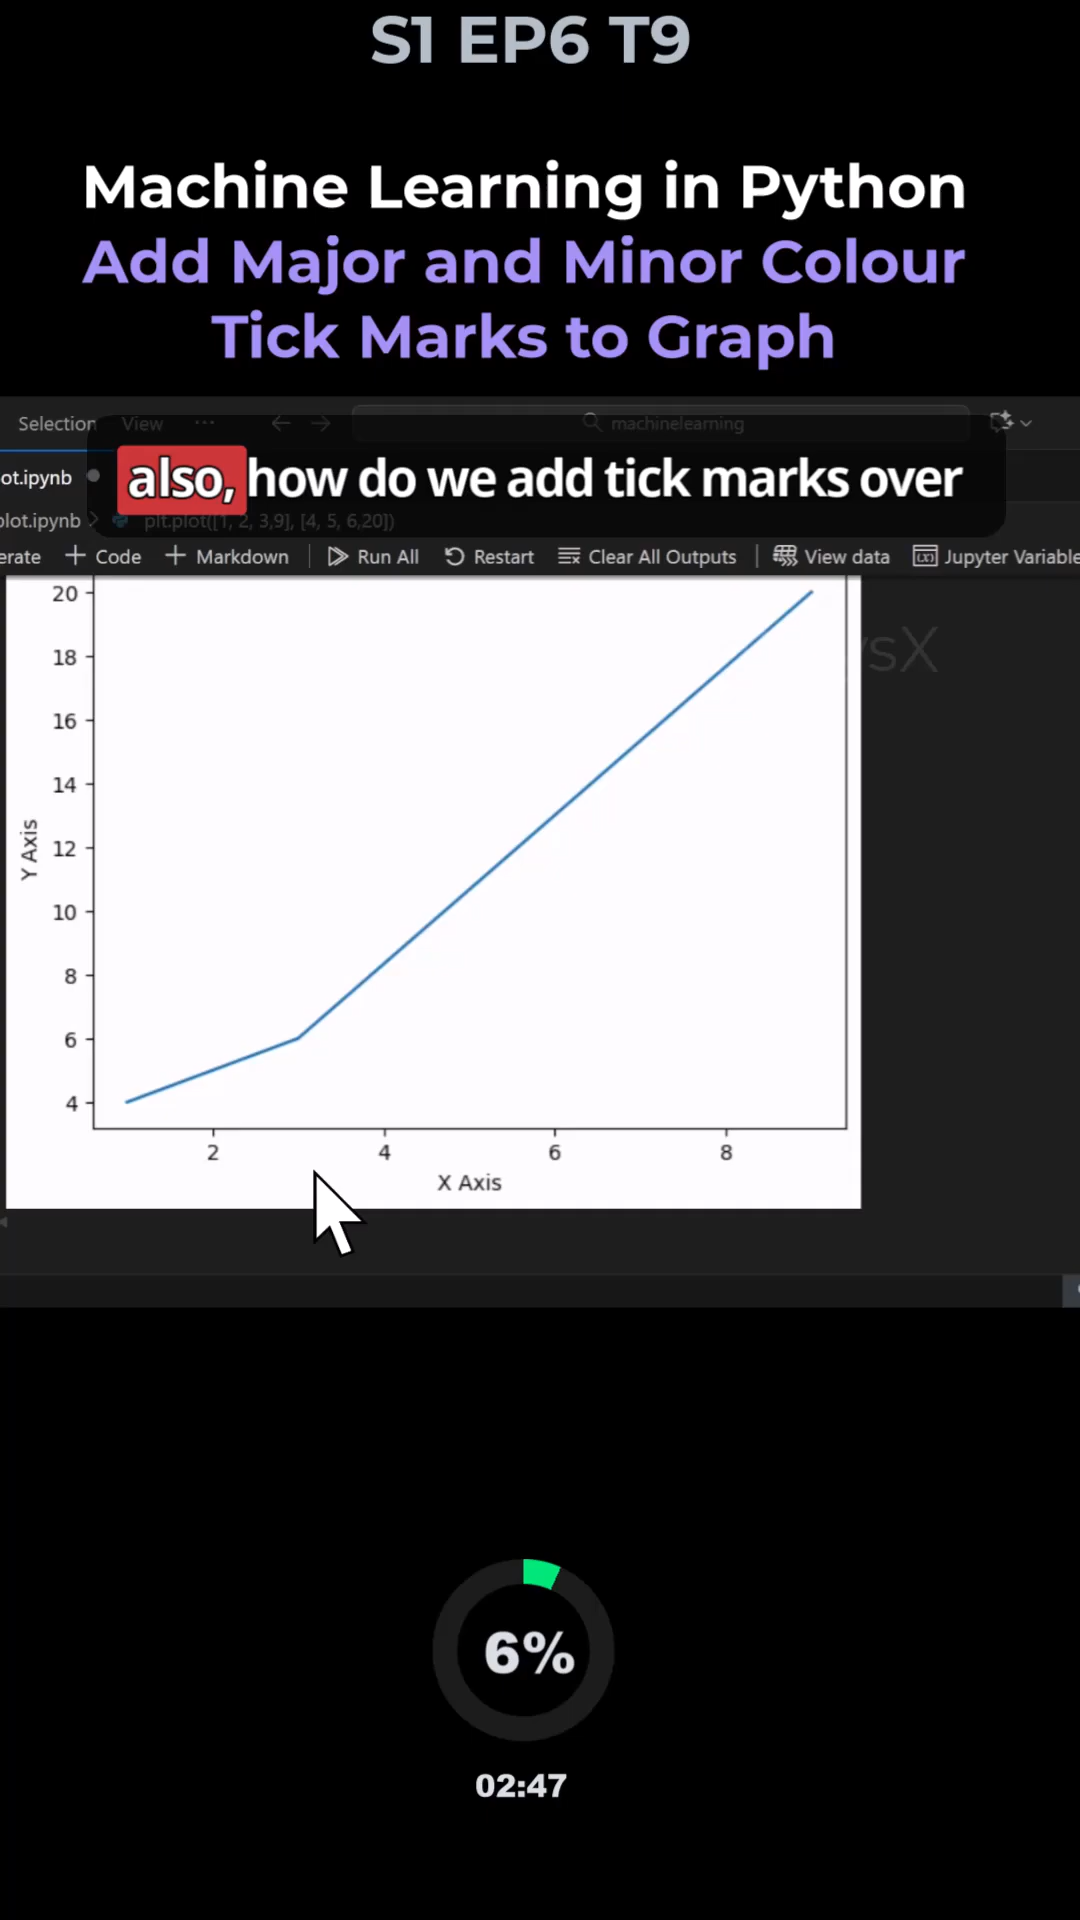 S1 EP6 T9
Machine Learning in Python
Add Major and Minor Colour
Tick Marks to Graph
Selection View ... machinelearning
also, how do we add tick marks over
ot.ipynb
plot.ipynb > plt.plot([1, 2, 3,9], [4, 5, 6,20])
erate + Code + Markdown Run All Restart Clear All Outputs View data Jupyter Variable
20
18
16
14
12
10
8
6
4
Y Axis
2 4 6 8
X Axis
vsX
6%
02:47